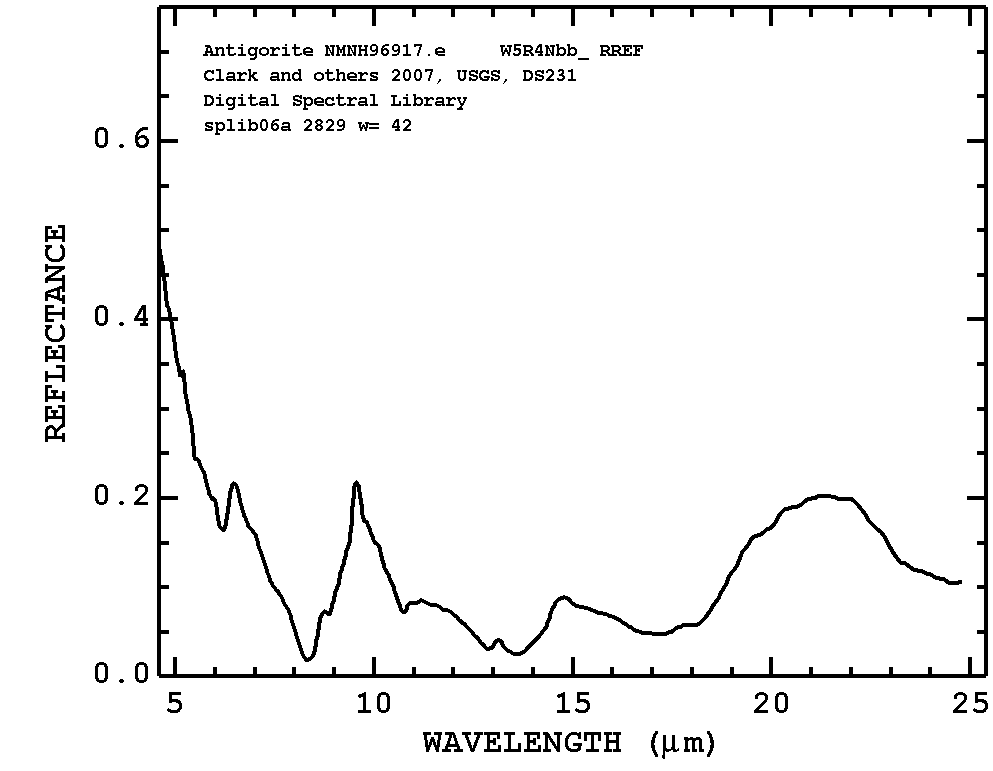 Antigorite NMNH96917.e W5R4Nbb_ RREF
Clark and others 2007, USGS, DS231
Digital Spectral Library
splib06a 2829 w= 42
REFLECTANCE
0.6
0.4
0.2
0.0
5 10 15 20 25
WAVELENGTH (μm)